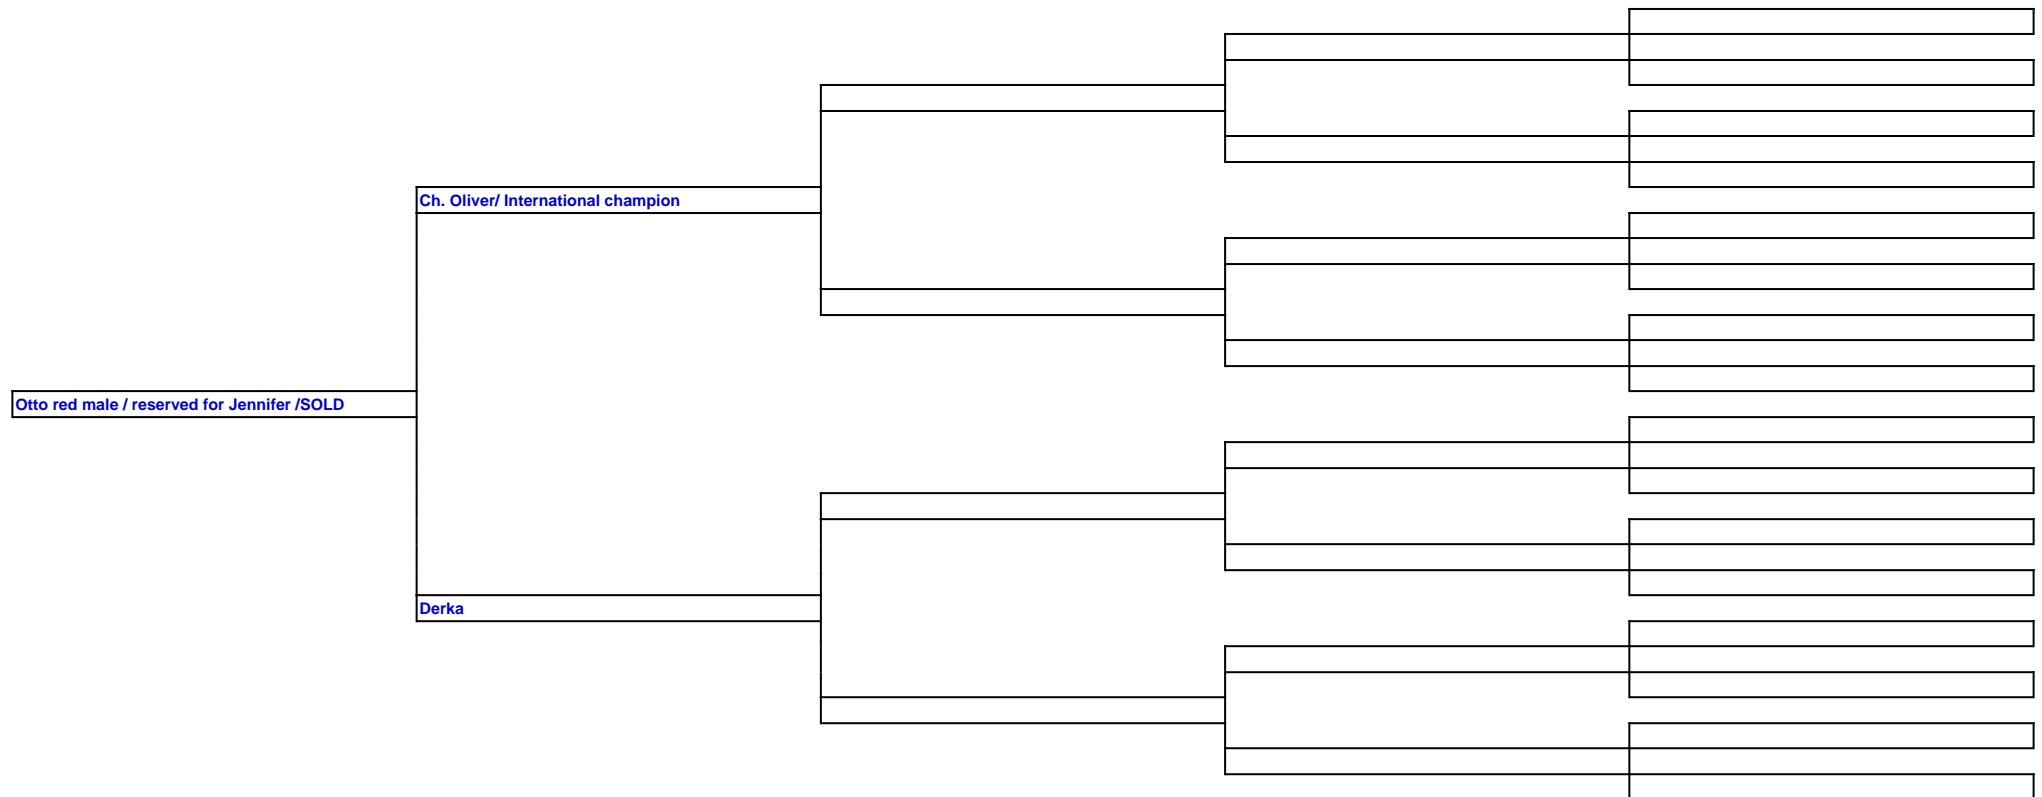 Ch. Oliver/ International champion
Otto red male / reserved for Jennifer /SOLD
Derka